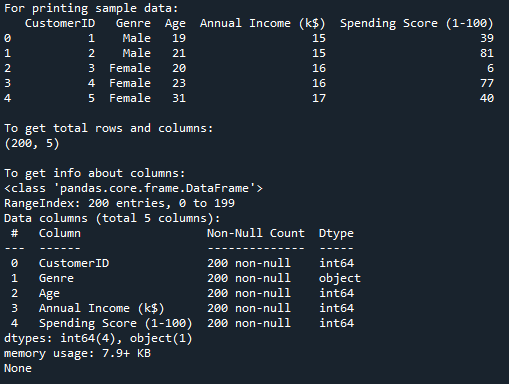 For printing sample data:
   CustomerID   Genre  Age  Annual Income (k$)  Spending Score (1-100)
0           1    Male   19                  15                      39
1           2    Male   21                  15                      81
2           3  Female   20                  16                       6
3           4  Female   23                  16                      77
4           5  Female   31                  17                      40

To get total rows and columns:
(200, 5)

To get info about columns:
<class 'pandas.core.frame.DataFrame'>
RangeIndex: 200 entries, 0 to 199
Data columns (total 5 columns):
 #   Column                  Non-Null Count  Dtype 
---  ------                  --------------  ----- 
 0   CustomerID              200 non-null    int64 
 1   Genre                   200 non-null    object
 2   Age                     200 non-null    int64 
 3   Annual Income (k$)      200 non-null    int64 
 4   Spending Score (1-100)  200 non-null    int64 
dtypes: int64(4), object(1)
memory usage: 7.9+ KB
None